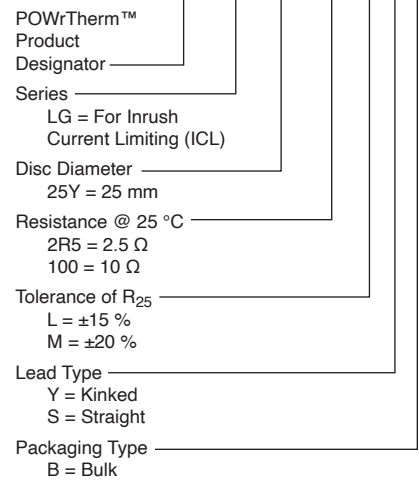 POWrTherm™
Product
Designator
Series
LG = For Inrush
Current Limiting (ICL)
Disc Diameter
25Y = 25 mm
Resistance @ 25 °C
2R5 = 2.5 Ω
100 = 10 Ω
Tolerance of R25
L = ±15 %
M = ±20 %
Lead Type
Y = Kinked
S = Straight
Packaging Type
B = Bulk